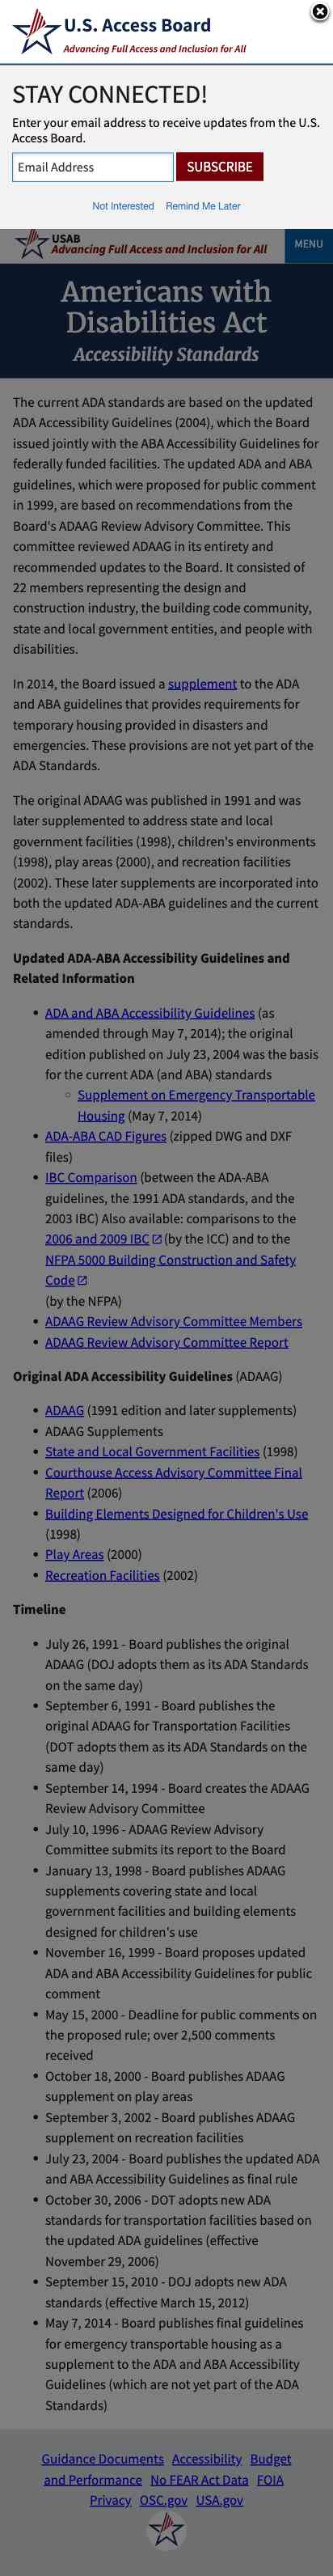 U.S. Access Board
Advancing Full Access and Inclusion for All
STAY CONNECTED!
Enter your email address to receive updates from the U.S.
Access Board.
Email Address
SUBSCRIBE
Not Interested Remind Me Later
USAB
Advancing Full Access and Inclusion for All
MENU
Americans with
Disabilities Act
Accessibility Standards
The current ADA standards are based on the updated
ADA Accessibility Guidelines (2004), which the Board
issued jointly with the ABA Accessibility Guidelines for
federally funded facilities. The updated ADA and ABA
guidelines, which were proposed for public comment
in 1999, are based on recommendations from the
Board's ADAAG Review Advisory Committee. This
committee reviewed ADAAG in its entirety and
recommended updates to the Board. It consisted of
22 members representing the design and
construction industry, the building code community,
state and local government entities, and people with
disabilities.
In 2014, the Board issued a supplement to the ADA
and ABA guidelines that provides requirements for
temporary housing provided in disasters and
emergencies. These provisions are not yet part of the
ADA Standards.
The original ADAAG was published in 1991 and was
later supplemented to address state and local
government facilities (1998), children's environments
(1998), play areas (2000), and recreation facilities
(2002). These later supplements are incorporated into
both the updated ADA-ABA guidelines and the current
standards.
Updated ADA-ABA Accessibility Guidelines and
Related Information
• ADA and ABA Accessibility Guidelines (as
amended through May 7, 2014); the original
edition published on July 23, 2004 was the basis
for the current ADA (and ABA) standards
○ Supplement on Emergency Transportable
Housing (May 7, 2014)
• ADA-ABA CAD Figures (zipped DWG and DXF
files)
• IBC Comparison (between the ADA-ABA
guidelines, the 1991 ADA standards, and the
2003 IBC) Also available: comparisons to the
2006 and 2009 IBC (by the ICC) and to the
NFPA 5000 Building Construction and Safety
Code
(by the NFPA)
• ADAAG Review Advisory Committee Members
• ADAAG Review Advisory Committee Report
Original ADA Accessibility Guidelines (ADAAG)
• ADAAG (1991 edition and later supplements)
• ADAAG Supplements
• State and Local Government Facilities (1998)
• Courthouse Access Advisory Committee Final
Report (2006)
• Building Elements Designed for Children's Use
(1998)
• Play Areas (2000)
• Recreation Facilities (2002)
Timeline
• July 26, 1991 - Board publishes the original
ADAAG (DOJ adopts them as its ADA Standards
on the same day)
• September 6, 1991 - Board publishes the
original ADAAG for Transportation Facilities
(DOT adopts them as its ADA Standards on the
same day)
• September 14, 1994 - Board creates the ADAAG
Review Advisory Committee
• July 10, 1996 - ADAAG Review Advisory
Committee submits its report to the Board
• January 13, 1998 - Board publishes ADAAG
supplements covering state and local
government facilities and building elements
designed for children's use
• November 16, 1999 - Board proposes updated
ADA and ABA Accessibility Guidelines for public
comment
• May 15, 2000 - Deadline for public comments on
the proposed rule; over 2,500 comments
received
• October 18, 2000 - Board publishes ADAAG
supplement on play areas
• September 3, 2002 - Board publishes ADAAG
supplement on recreation facilities
• July 23, 2004 - Board publishes the updated ADA
and ABA Accessibility Guidelines as final rule
• October 30, 2006 - DOT adopts new ADA
standards for transportation facilities based on
the updated ADA guidelines (effective
November 29, 2006)
• September 15, 2010 - DOJ adopts new ADA
standards (effective March 15, 2012)
• May 7, 2014 - Board publishes final guidelines
for emergency transportable housing as a
supplement to the ADA and ABA Accessibility
Guidelines (which are not yet part of the ADA
Standards)
Guidance Documents Accessibility Budget
and Performance No FEAR Act Data FOIA
Privacy OSC.gov USA.gov